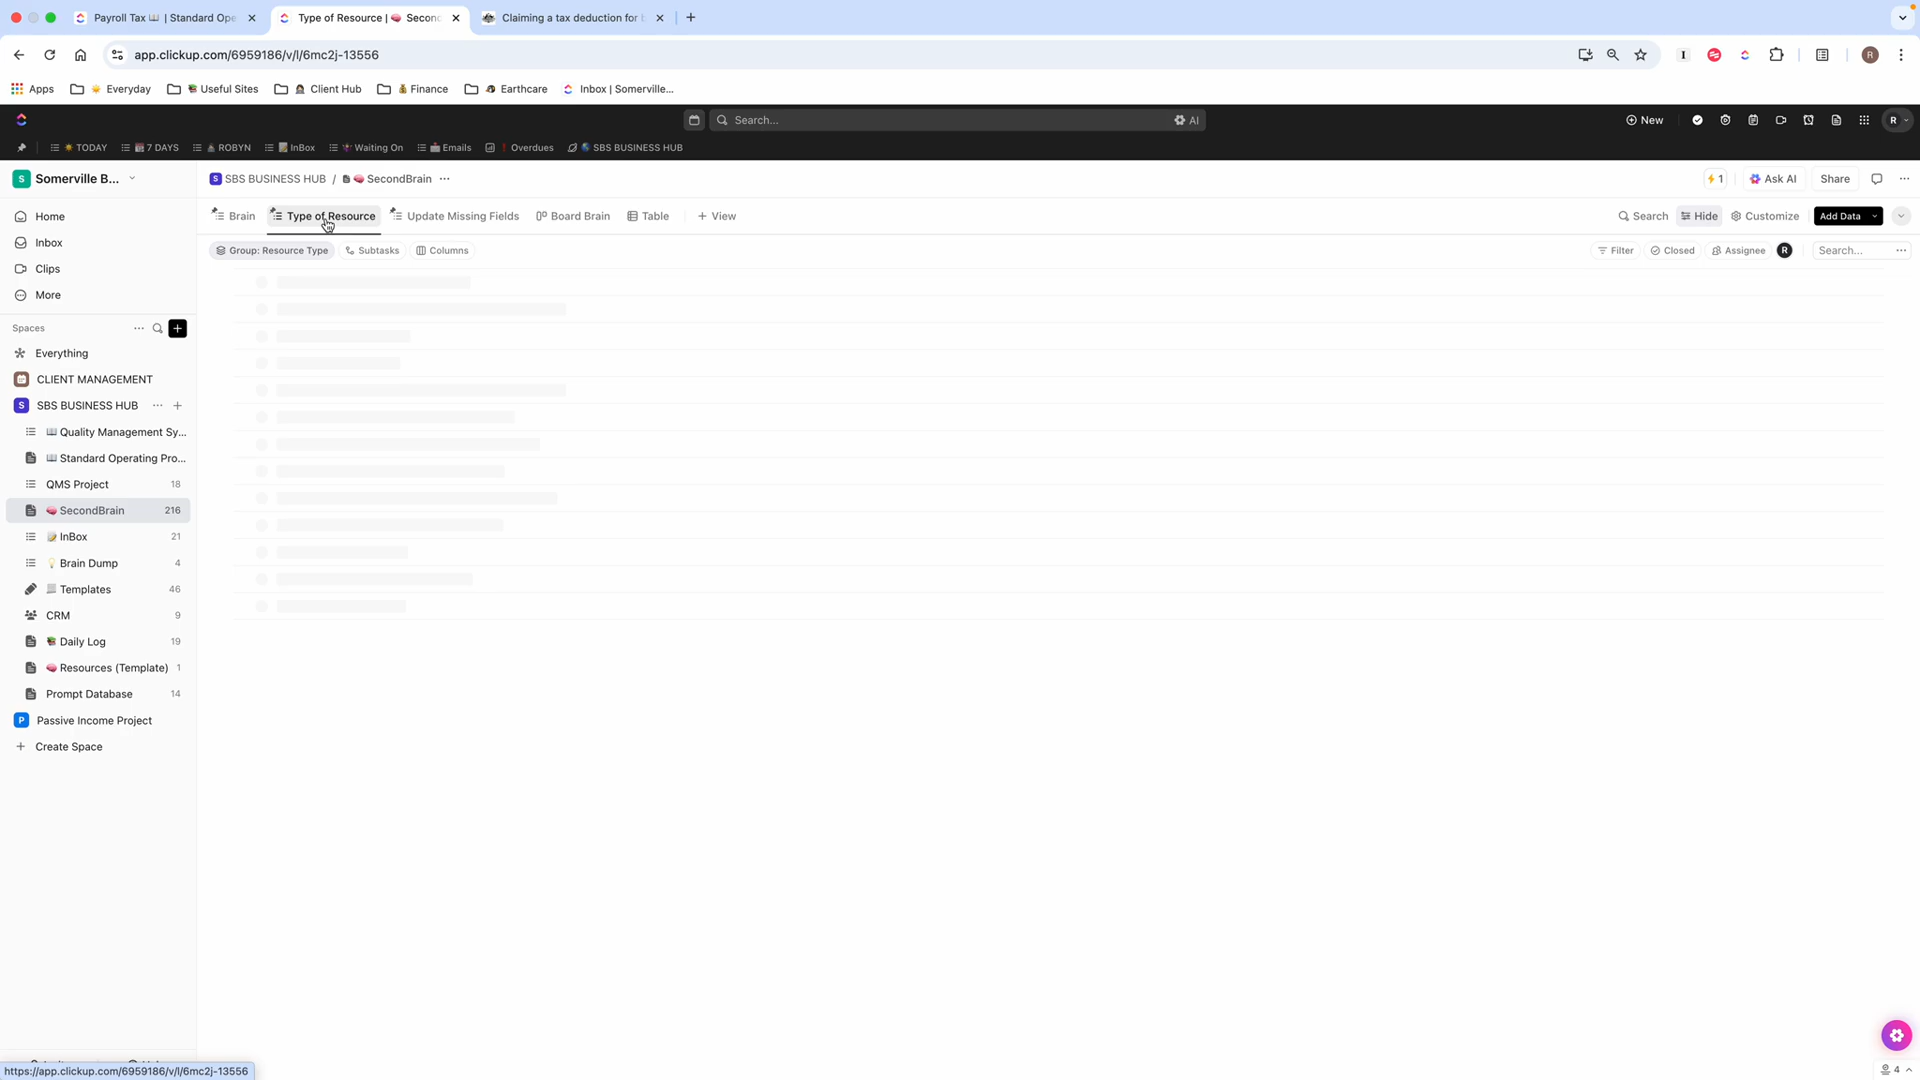 Payroll Tax 📖 | Standard Ope
Type of Resource | 🧠 Second
Claiming a tax deduction for b
app.clickup.com/6959186/v/l/6mc2j-13556
R
Apps
Everyday
Useful Sites
Client Hub
Finance
Earthcare
Inbox | Somerville...
Search...
AI
New
R
TODAY
7 DAYS
ROBYN
InBox
Waiting On
Emails
Overdues
SBS BUSINESS HUB
S Somerville B...
S SBS BUSINESS HUB / 🧠 SecondBrain ...
1
Ask AI
Share
Home
Inbox
Clips
More
Brain
Type of Resource
Update Missing Fields
Board Brain
Table
+ View
Search
Hide
Customize
Add Data
Group: Resource Type
Subtasks
Columns
Filter
Closed
Assignee
R
Search...
Spaces
Everything
CLIENT MANAGEMENT
S SBS BUSINESS HUB
Quality Management Sy...
Standard Operating Pro...
QMS Project 18
SecondBrain 216
InBox 21
Brain Dump 4
Templates 46
CRM 9
Daily Log 19
Resources (Template) 1
Prompt Database 14
P Passive Income Project
+ Create Space
https://app.clickup.com/6959186/v/l/6mc2j-13556
4